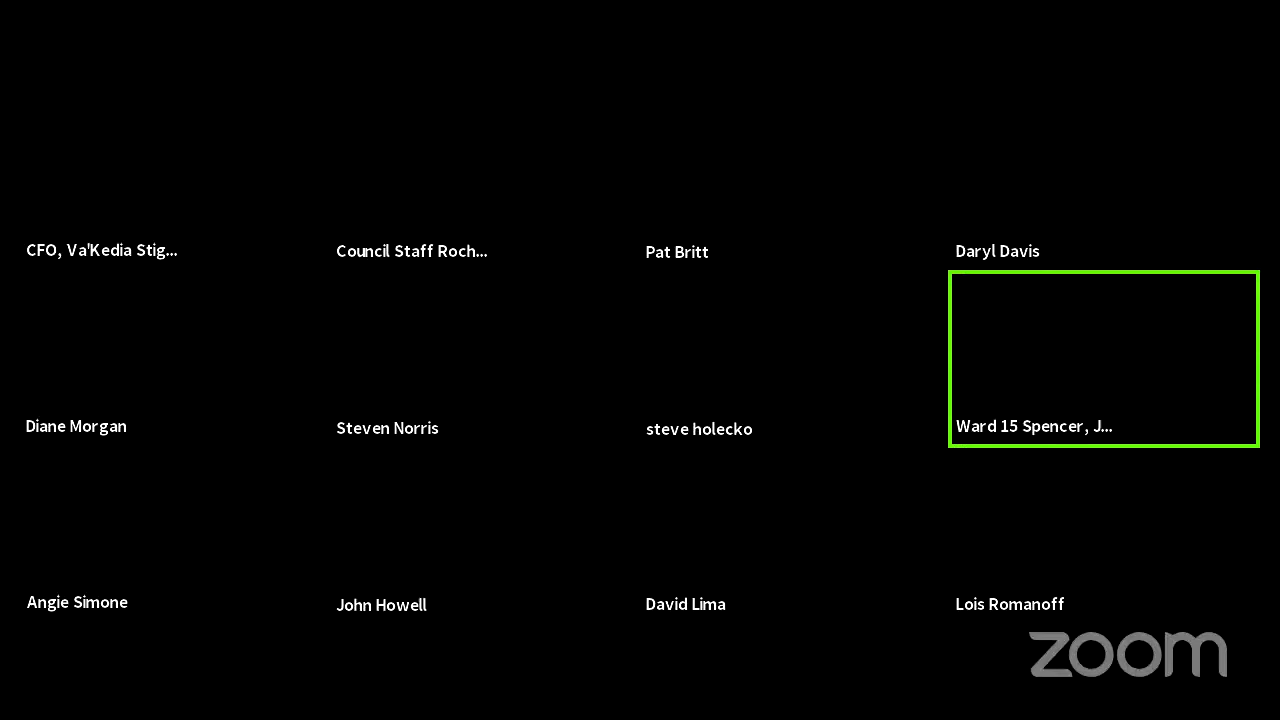 CFO, Va'Kedia Stig...
Council Staff Roch...
Pat Britt
Daryl Davis
Diane Morgan
Steven Norris
steve holecko
Ward 15 Spencer, J...
Angie Simone
John Howell
David Lima
Lois Romanoff
zoom